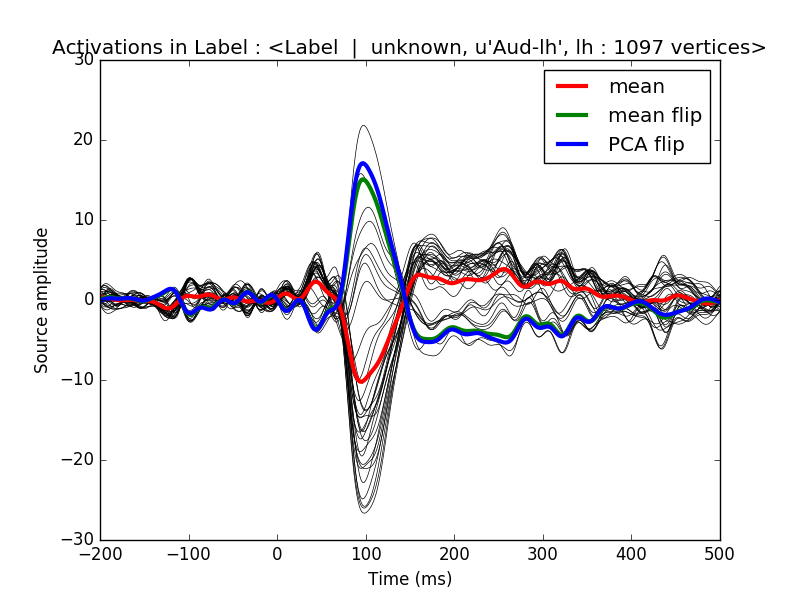 Activations in Label : <Label  |  unknown, u'Aud-lh', lh : 1097 vertices>
30
20
10
0
−10
−20
−30
Source amplitude
mean
mean flip
PCA flip
−200 −100 0 100 200 300 400 500
Time (ms)